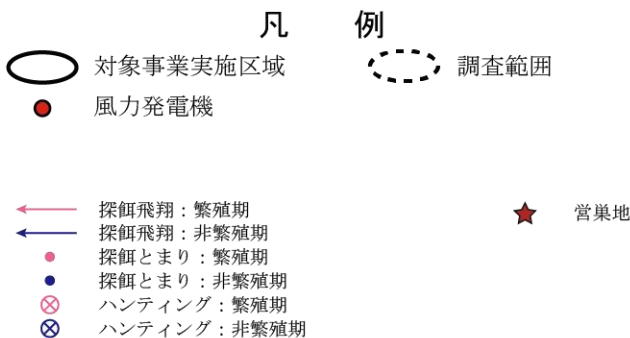 凡 例
対象事業実施区域 調査範囲
風力発電機
探餌飛翔：繁殖期 営巣地
探餌飛翔：非繁殖期
探餌とまり：繁殖期
探餌とまり：非繁殖期
ハンティング：繁殖期
ハンティング：非繁殖期